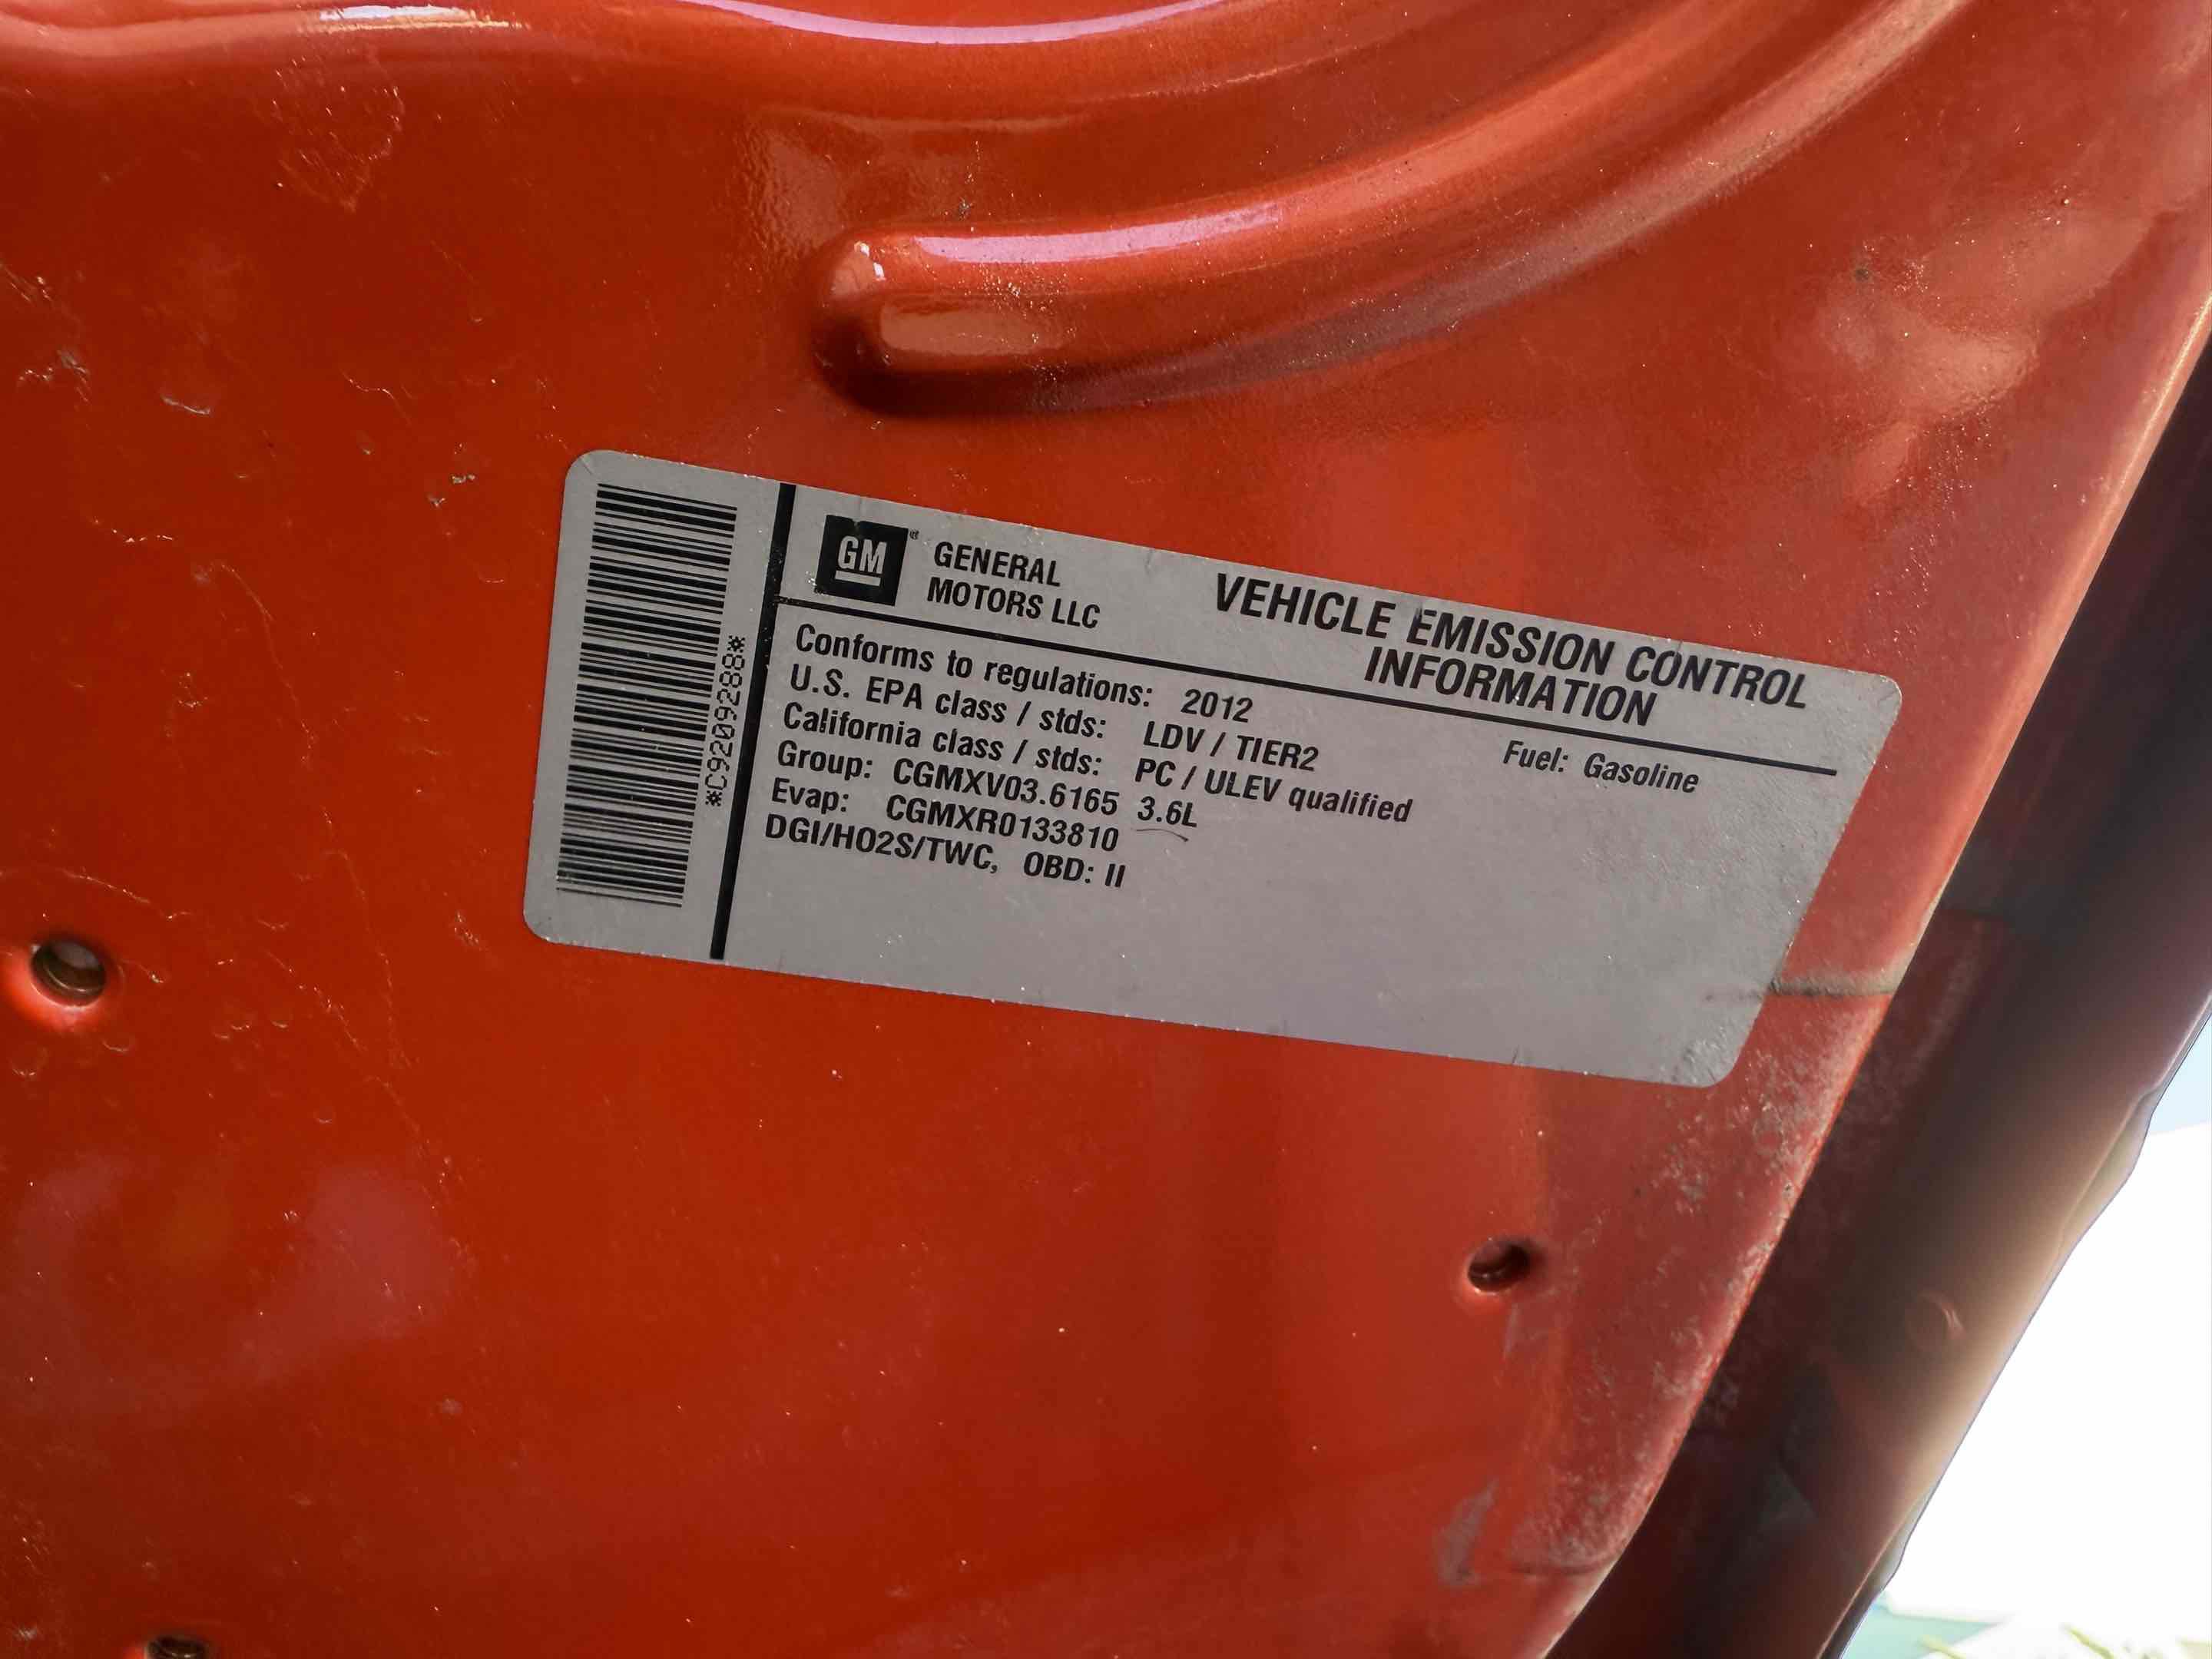 *C9209288*
GM
GENERAL
MOTORS LLC
VEHICLE EMISSION CONTROL
INFORMATION
Conforms to regulations: 2012
Fuel: Gasoline
U.S. EPA class / stds: LDV / TIER2
California class / stds: PC / ULEV qualified
Group: CGMXV03.6165 3.6L
Evap: CGMXR0133810
DGI/HO2S/TWC, OBD: II